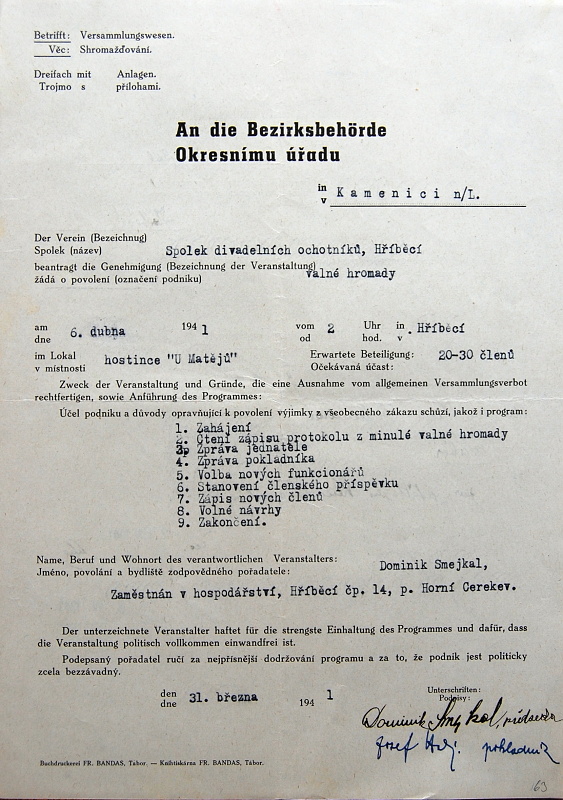 Betrifft: Versammlungswesen.
Věc: Shromažďování.
Dreifach mit Anlagen.
Trojmo s přílohami.
An die Bezirksbehörde
Okresnímu úřadu
in
v Kamenici n/L.
Der Verein (Bezeichnug)
Spolek (název) Spolek divadelních ochotníků, Hříběcí
beantragt die Genehmigung (Bezeichnung der Veranstaltung)
žádá o povolení (označení podniku) valné hromady
am 6. dubna 1941 vom 2 Uhr in Hříběcí
dne od hod. v
im Lokal hostince "U Matějů" Erwartete Beteiligung: 20-30 členů
v místnosti Očekávaná účast:
Zweck der Veranstaltung und Gründe, die eine Ausnahme vom allgemeinen Versammlungsverbot
rechtfertigen, sowie Anführung des Programmes:
Účel podniku a důvody opravňující k povolení výjimky z všeobecného zákazu schůzí, jakož i program:
1. Zahájení
2. Čtení zápisu protokolu z minulé valné hromady
3. Zpráva jednatele
4. Zpráva pokladníka
5. Volba nových funkcionářů
6. Stanovení členského příspěvku
7. Zápis nových členů
8. Volné návrhy
9. Zakončení.
Name, Beruf und Wohnort des verantwortlichen Veranstalters:
Jméno, povolání a bydliště zodpovědného pořadatele: Dominik Smejkal,
Zaměstnán v hospodářství, Hříběcí čp. 14, p. Horní Cerekev.
Der unterzeichnete Veranstalter haftet für die strengste Einhaltung des Programmes und dafür, dass
die Veranstaltung politisch vollkommen einwandfrei ist.
Podepsaný pořadatel ručí za nejpřísnější dodržování programu a za to, že podnik jest politicky
zcela bezzávadný.
den 31. března 1941
dne
Unterschriften:
Podpisy:
Dominik
Josef pokladník
Buchdruckerei FR. BANDAS, Tabor. — Knihtiskárna FR. BANDAS, Tábor.
63